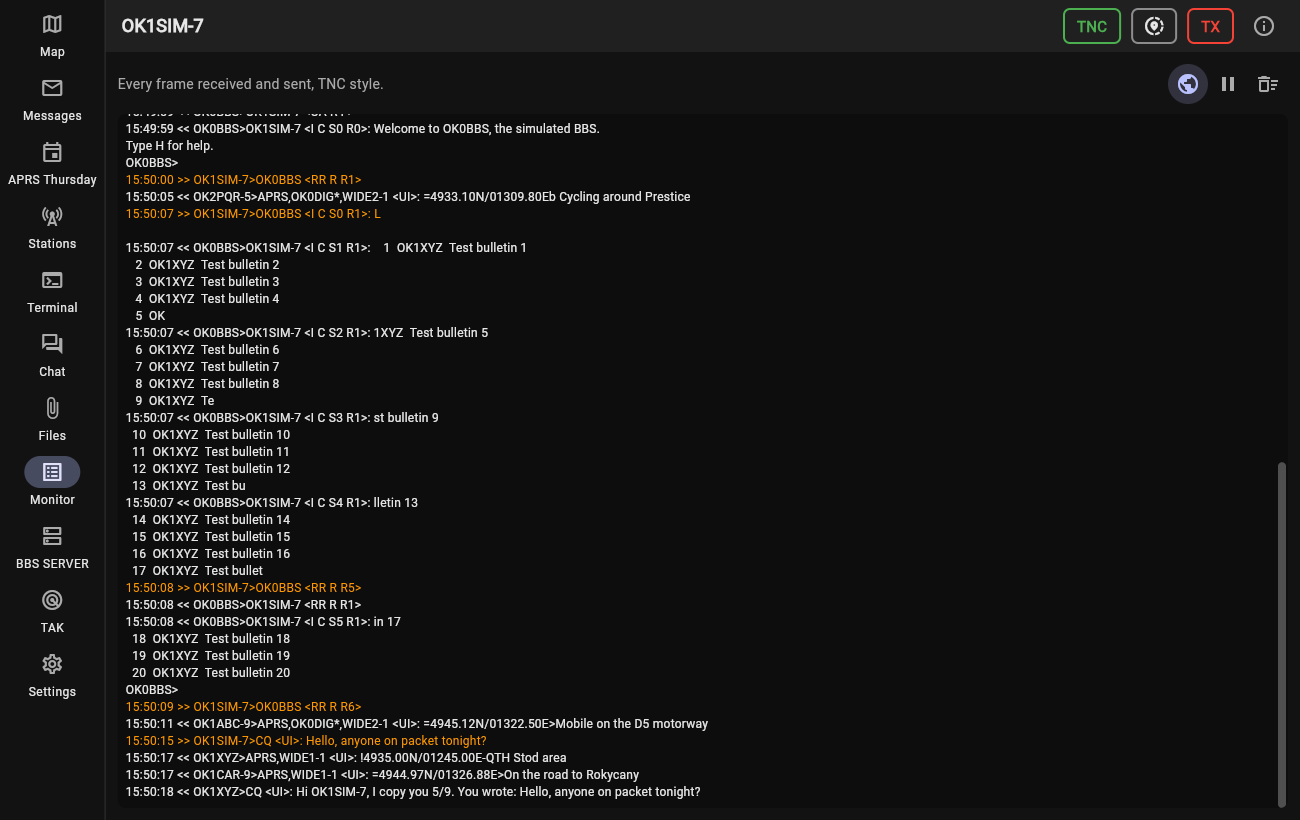 OK1SIM-7
TNC
TX
Map
Messages
APRS Thursday
Stations
Terminal
Chat
Files
Monitor
BBS SERVER
TAK
Settings
Every frame received and sent, TNC style.
15:49:59 << OK0BBS>OK1SIM-7 <I C S0 R0>: Welcome to OK0BBS, the simulated BBS.
Type H for help.
OK0BBS>
15:50:00 >> OK1SIM-7>OK0BBS <RR R R1>
15:50:05 << OK2PQR-5>APRS,OK0DIG*,WIDE2-1 <UI>: =4933.10N/01309.80Eb Cycling around Prestice
15:50:07 >> OK1SIM-7>OK0BBS <I C S0 R1>: L
15:50:07 << OK0BBS>OK1SIM-7 <I C S1 R1>:    1  OK1XYZ  Test bulletin 1
2  OK1XYZ  Test bulletin 2
3  OK1XYZ  Test bulletin 3
4  OK1XYZ  Test bulletin 4
5  OK
15:50:07 << OK0BBS>OK1SIM-7 <I C S2 R1>: 1XYZ  Test bulletin 5
6  OK1XYZ  Test bulletin 6
7  OK1XYZ  Test bulletin 7
8  OK1XYZ  Test bulletin 8
9  OK1XYZ  Te
15:50:07 << OK0BBS>OK1SIM-7 <I C S3 R1>: st bulletin 9
10  OK1XYZ  Test bulletin 10
11  OK1XYZ  Test bulletin 11
12  OK1XYZ  Test bulletin 12
13  OK1XYZ  Test bu
15:50:07 << OK0BBS>OK1SIM-7 <I C S4 R1>: lletin 13
14  OK1XYZ  Test bulletin 14
15  OK1XYZ  Test bulletin 15
16  OK1XYZ  Test bulletin 16
17  OK1XYZ  Test bullet
15:50:08 >> OK1SIM-7>OK0BBS <RR R R5>
15:50:08 << OK0BBS>OK1SIM-7 <RR R R1>
15:50:08 << OK0BBS>OK1SIM-7 <I C S5 R1>: in 17
18  OK1XYZ  Test bulletin 18
19  OK1XYZ  Test bulletin 19
20  OK1XYZ  Test bulletin 20
OK0BBS>
15:50:09 >> OK1SIM-7>OK0BBS <RR R R6>
15:50:11 << OK1ABC-9>APRS,OK0DIG*,WIDE2-1 <UI>: =4945.12N/01322.50E>Mobile on the D5 motorway
15:50:15 >> OK1SIM-7>CQ <UI>: Hello, anyone on packet tonight?
15:50:17 << OK1XYZ>APRS,WIDE1-1 <UI>: !4935.00N/01245.00E-QTH Stod area
15:50:17 << OK1CAR-9>APRS,WIDE1-1 <UI>: =4944.97N/01326.88E>On the road to Rokycany
15:50:18 << OK1XYZ>CQ <UI>: Hi OK1SIM-7, I copy you 5/9. You wrote: Hello, anyone on packet tonight?